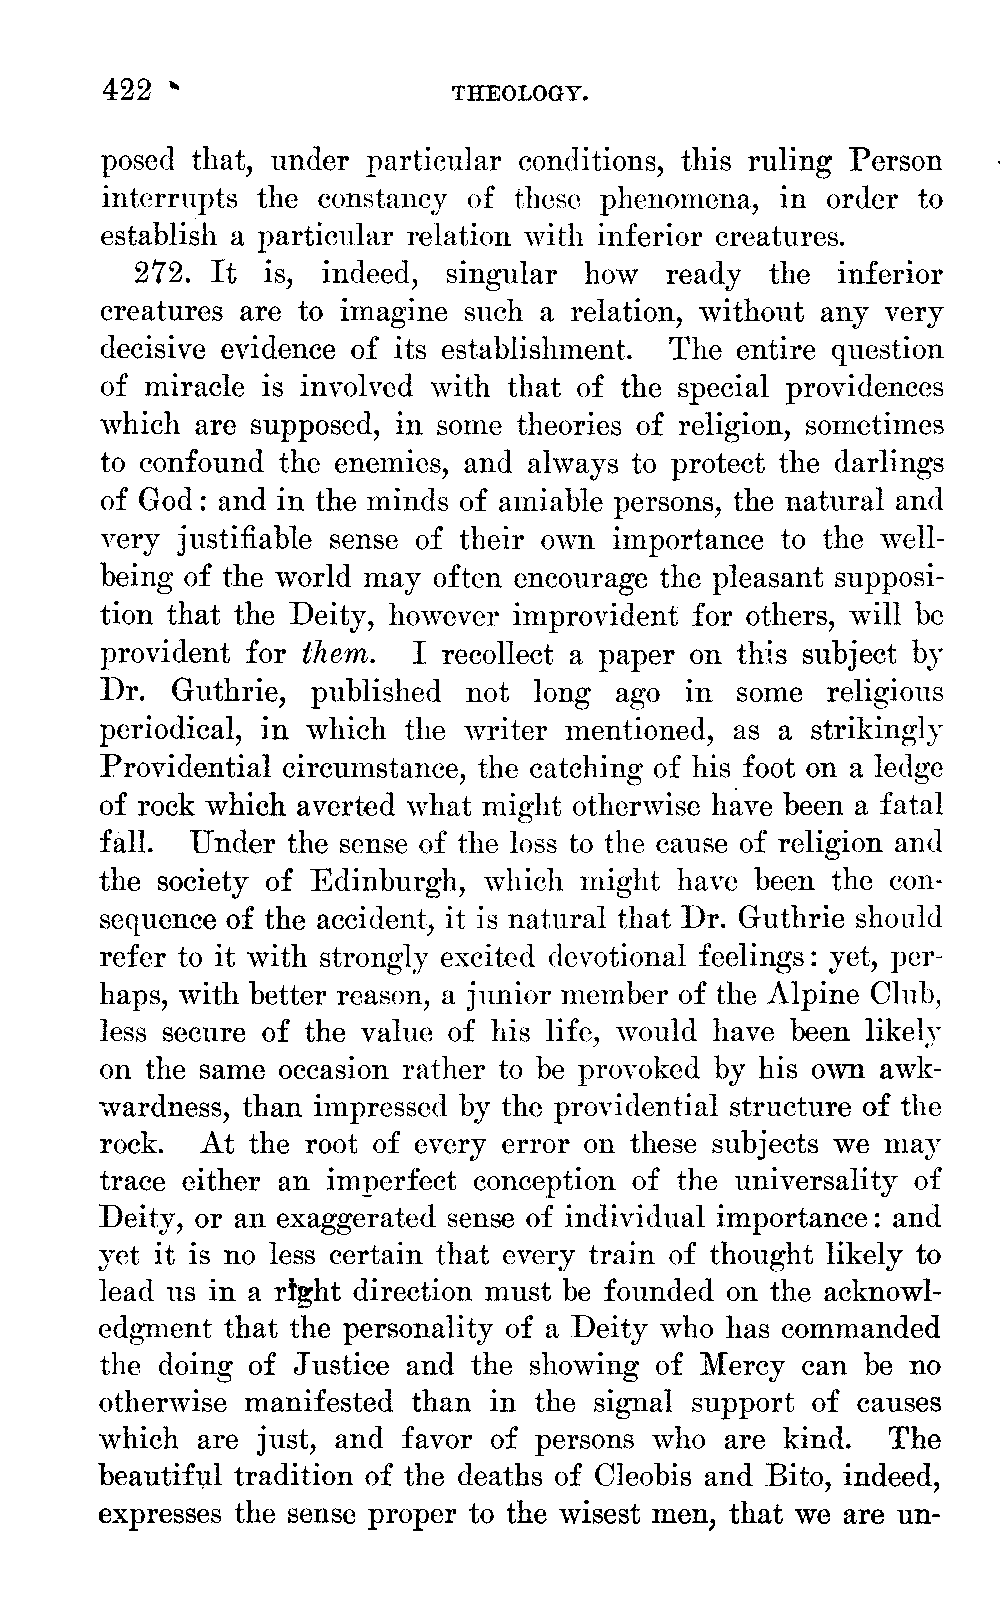 422 THEOLOGY.
posed that, under particular conditions, this ruling Person
interrupts the constancy of these phenomena, in order to
establish a particular relation with inferior creatures.
272. It is, indeed, singular how ready the inferior
creatures are to imagine such a relation, without any very
decisive evidence of its establishment. The entire question
of miracle is involved with that of the special providences
which are supposed, in some theories of religion, sometimes
to confound the enemies, and always to protect the darlings
of God: and in the minds of amiable persons, the natural and
very justifiable sense of their own importance to the well-
being of the world may often encourage the pleasant supposi-
tion that the Deity, however improvident for others, will be
provident for them. I recollect a paper on this subject by
Dr. Guthrie, published not long ago in some religious
periodical, in which the writer mentioned, as a strikingly
Providential circumstance, the catching of his foot on a ledge
of rock which averted what might otherwise have been a fatal
fall. Under the sense of the loss to the cause of religion and
the society of Edinburgh, which might have been the con-
sequence of the accident, it is natural that Dr. Guthrie should
refer to it with strongly excited devotional feelings: yet, per-
haps, with better reason, a junior member of the Alpine Club,
less secure of the value of his life, would have been likely
on the same occasion rather to be provoked by his own awk-
wardness, than impressed by the providential structure of the
rock. At the root of every error on these subjects we may
trace either an imperfect conception of the universality of
Deity, or an exaggerated sense of individual importance: and
yet it is no less certain that every train of thought likely to
lead us in a right direction must be founded on the acknowl-
edgment that the personality of a Deity who has commanded
the doing of Justice and the showing of Mercy can be no
otherwise manifested than in the signal support of causes
which are just, and favor of persons who are kind. The
beautiful tradition of the deaths of Cleobis and Bito, indeed,
expresses the sense proper to the wisest men, that we are un-